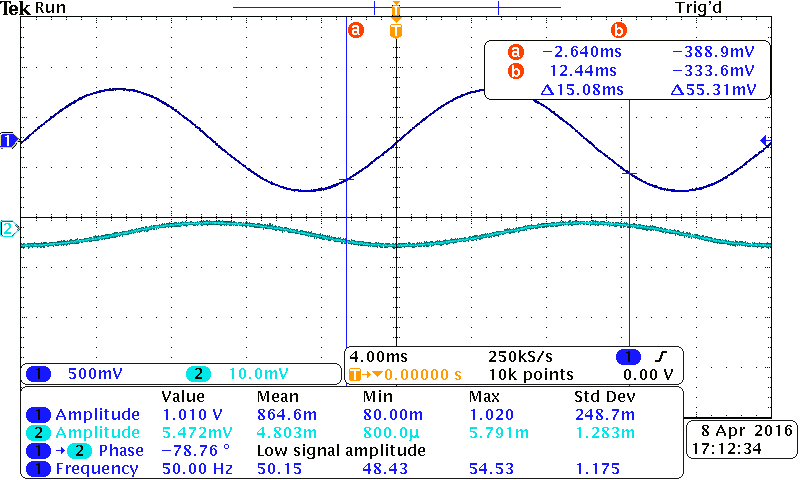 Tek Run Trig'd
T
a T b
a −2.640ms −388.9mV
b 12.44ms −333.6mV
Δ15.08ms Δ55.31mV
1
2
4.00ms 250kS/s 1
T→▼0.00000 s 10k points 0.00 V
1 500mV 2 10.0mV
Value Mean Min Max Std Dev
1 Amplitude 1.010 V 864.6m 80.00m 1.020 248.7m
2 Amplitude 5.472mV 4.803m 800.0µ 5.791m 1.283m
1 → 2 Phase −78.76 ° Low signal amplitude
1 Frequency 50.00 Hz 50.15 48.43 54.53 1.175
8 Apr 2016
17:12:34